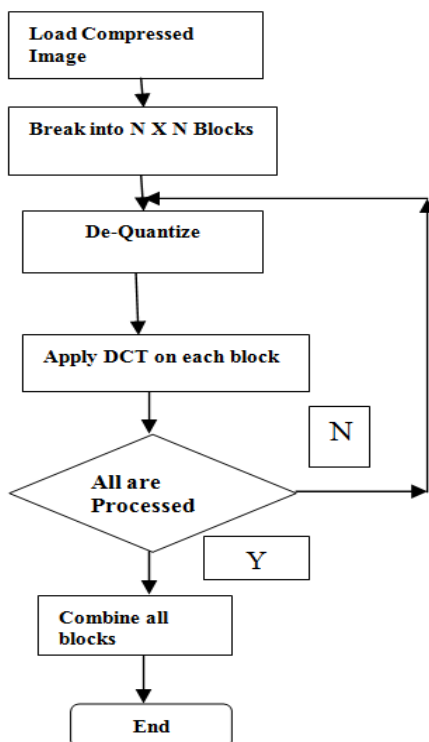 Load Compressed
Image
Break into N X N Blocks
De-Quantize
Apply DCT on each block
N
All are
Processed
Y
Combine all
blocks
End